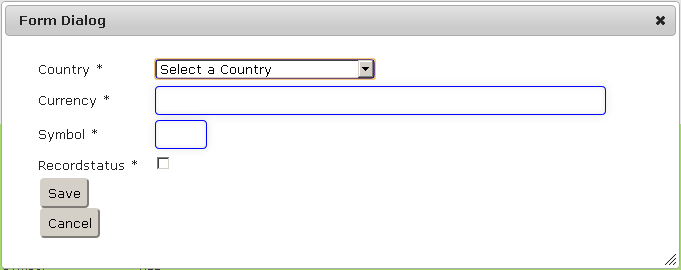 Form Dialog
Country * Select a Country
Currency *
Symbol *
Recordstatus *
Save
Cancel